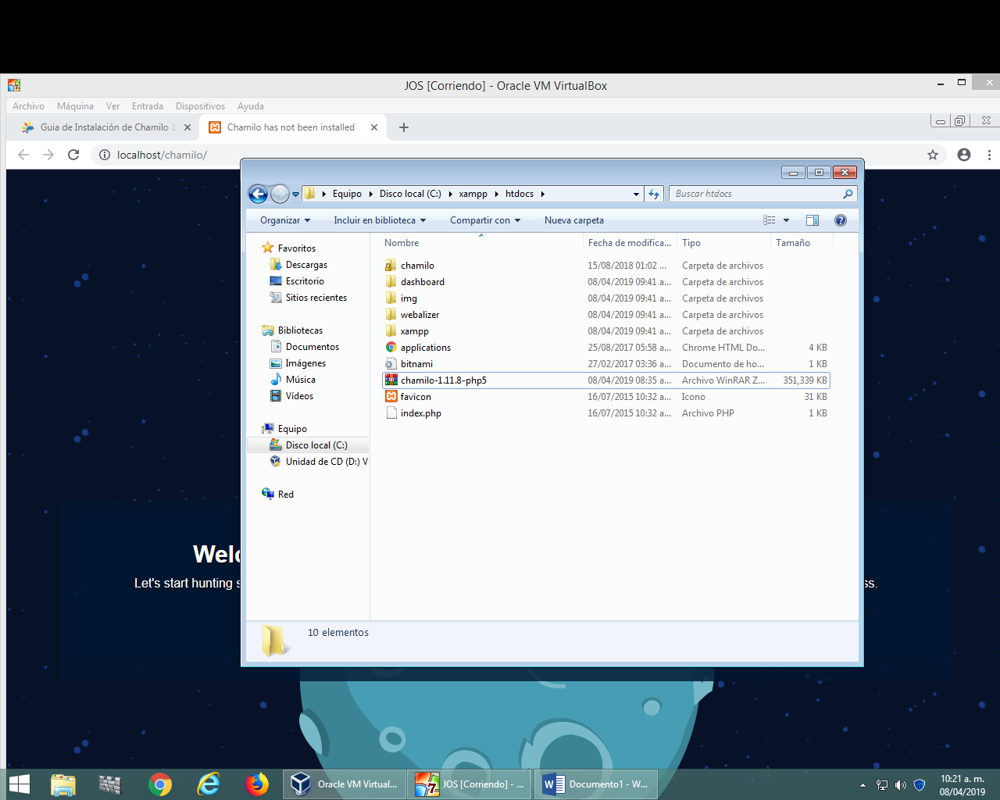 JOS [Corriendo] - Oracle VM VirtualBox
Archivo Máquina Ver Entrada Dispositivos Ayuda
Guia de Instalación de Chamilo 1
Chamilo has not been installed
localhost/chamilo/
Equipo Disco local (C:) xampp htdocs
Buscar htdocs
Organizar Incluir en biblioteca Compartir con Nueva carpeta
Favoritos
Descargas
Escritorio
Sitios recientes
Bibliotecas
Documentos
Imágenes
Música
Vídeos
Equipo
Disco local (C:)
Unidad de CD (D:) V
Red
Nombre Fecha de modifica... Tipo Tamaño
chamilo 15/08/2018 01:02 ... Carpeta de archivos
dashboard 08/04/2019 09:41 a... Carpeta de archivos
img 08/04/2019 09:41 a... Carpeta de archivos
webalizer 08/04/2019 09:41 a... Carpeta de archivos
xampp 08/04/2019 09:41 a... Carpeta de archivos
applications 25/08/2017 05:58 a... Chrome HTML Do... 4 KB
bitnami 27/02/2017 03:36 a... Documento de ho... 1 KB
chamilo-1.11.8-php5 08/04/2019 08:35 a... Archivo WinRAR Z... 351,339 KB
favicon 16/07/2015 10:32 a... Icono 31 KB
index.php 16/07/2015 10:32 a... Archivo PHP 1 KB
10 elementos
Let's start hunting
Oracle VM Virtual...
JOS [Corriendo] - ...
Documento1 - W...
10:21 a. m.
08/04/2019